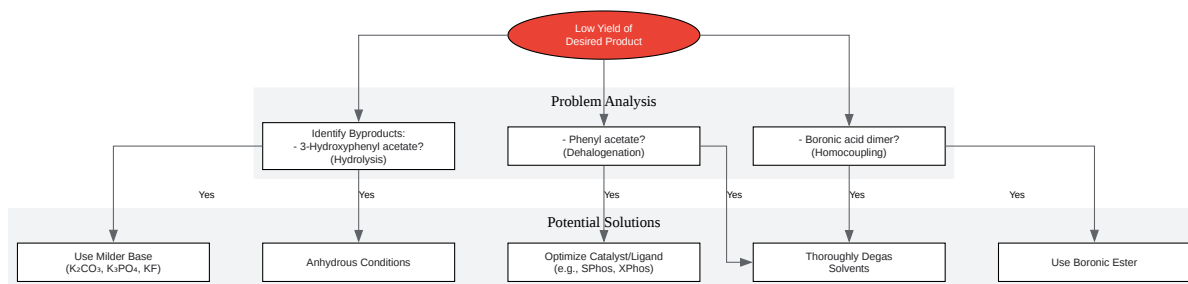 Low Yield of
Desired Product
Problem Analysis
Identify Byproducts:
- 3-Hydroxyphenyl acetate?
(Hydrolysis)
- Phenyl acetate?
(Dehalogenation)
- Boronic acid dimer?
(Homocoupling)
Yes
Yes
Yes
Yes
Yes
Yes
Potential Solutions
Use Milder Base
(K₂CO₃, K₃PO₄, KF)
Anhydrous Conditions
Optimize Catalyst/Ligand
(e.g., SPhos, XPhos)
Thoroughly Degas
Solvents
Use Boronic Ester